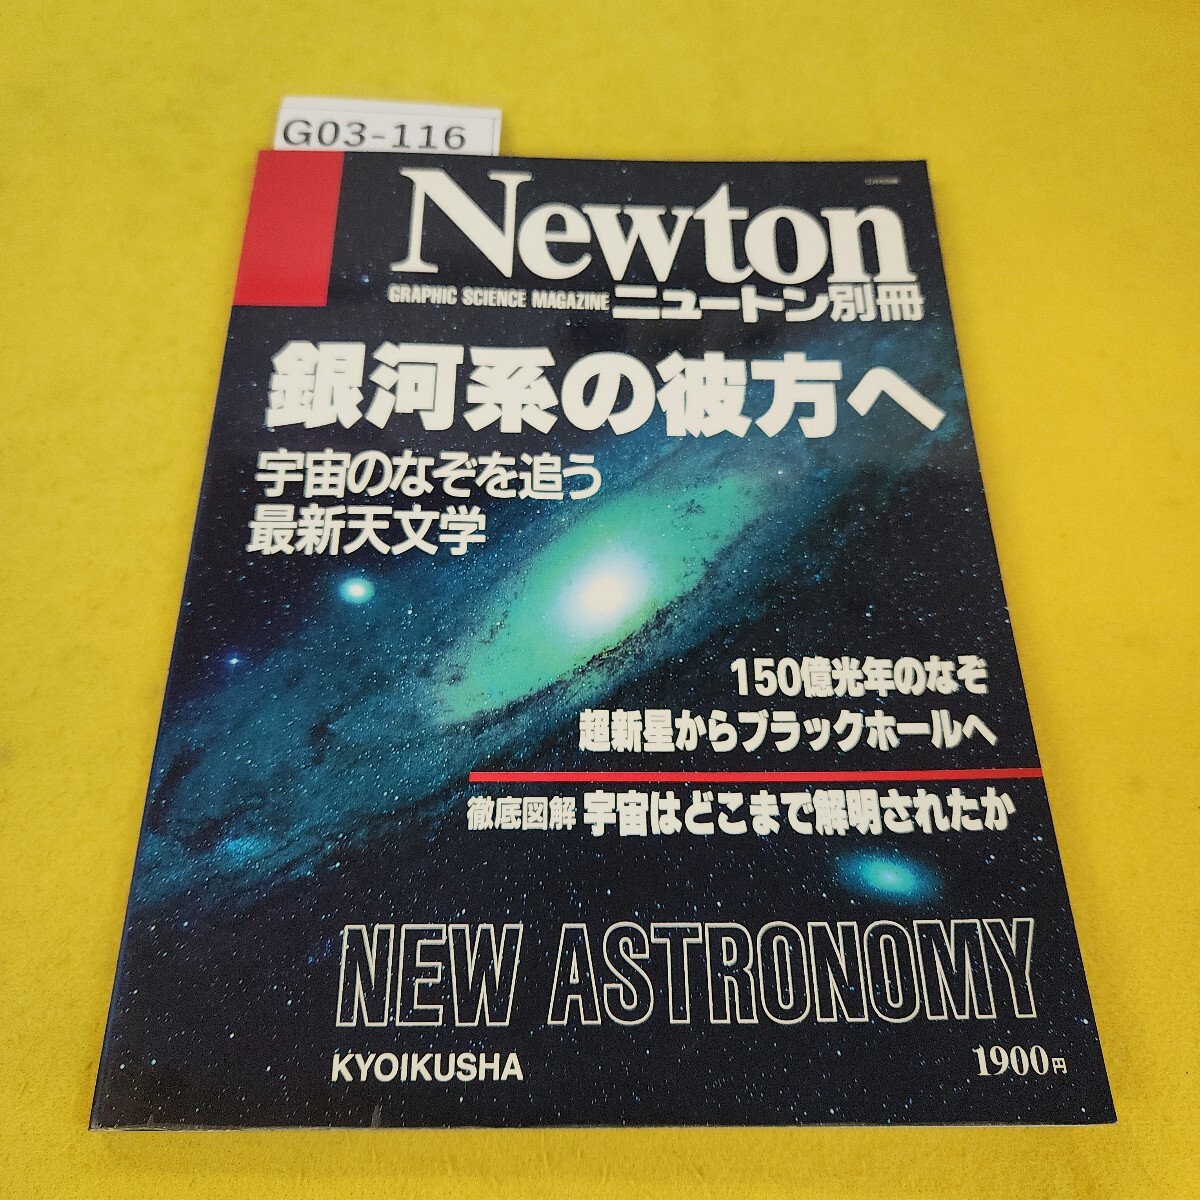 G03-116
Newton
GRAPHIC SCIENCE MAGAZINE ニュートン別冊
銀河系の彼方へ
宇宙のなぞを追う
最新天文学
150億光年のなぞ
超新星からブラックホールへ
徹底図解 宇宙はどこまで解明されたか
NEW ASTRONOMY
KYOIKUSHA
1900円